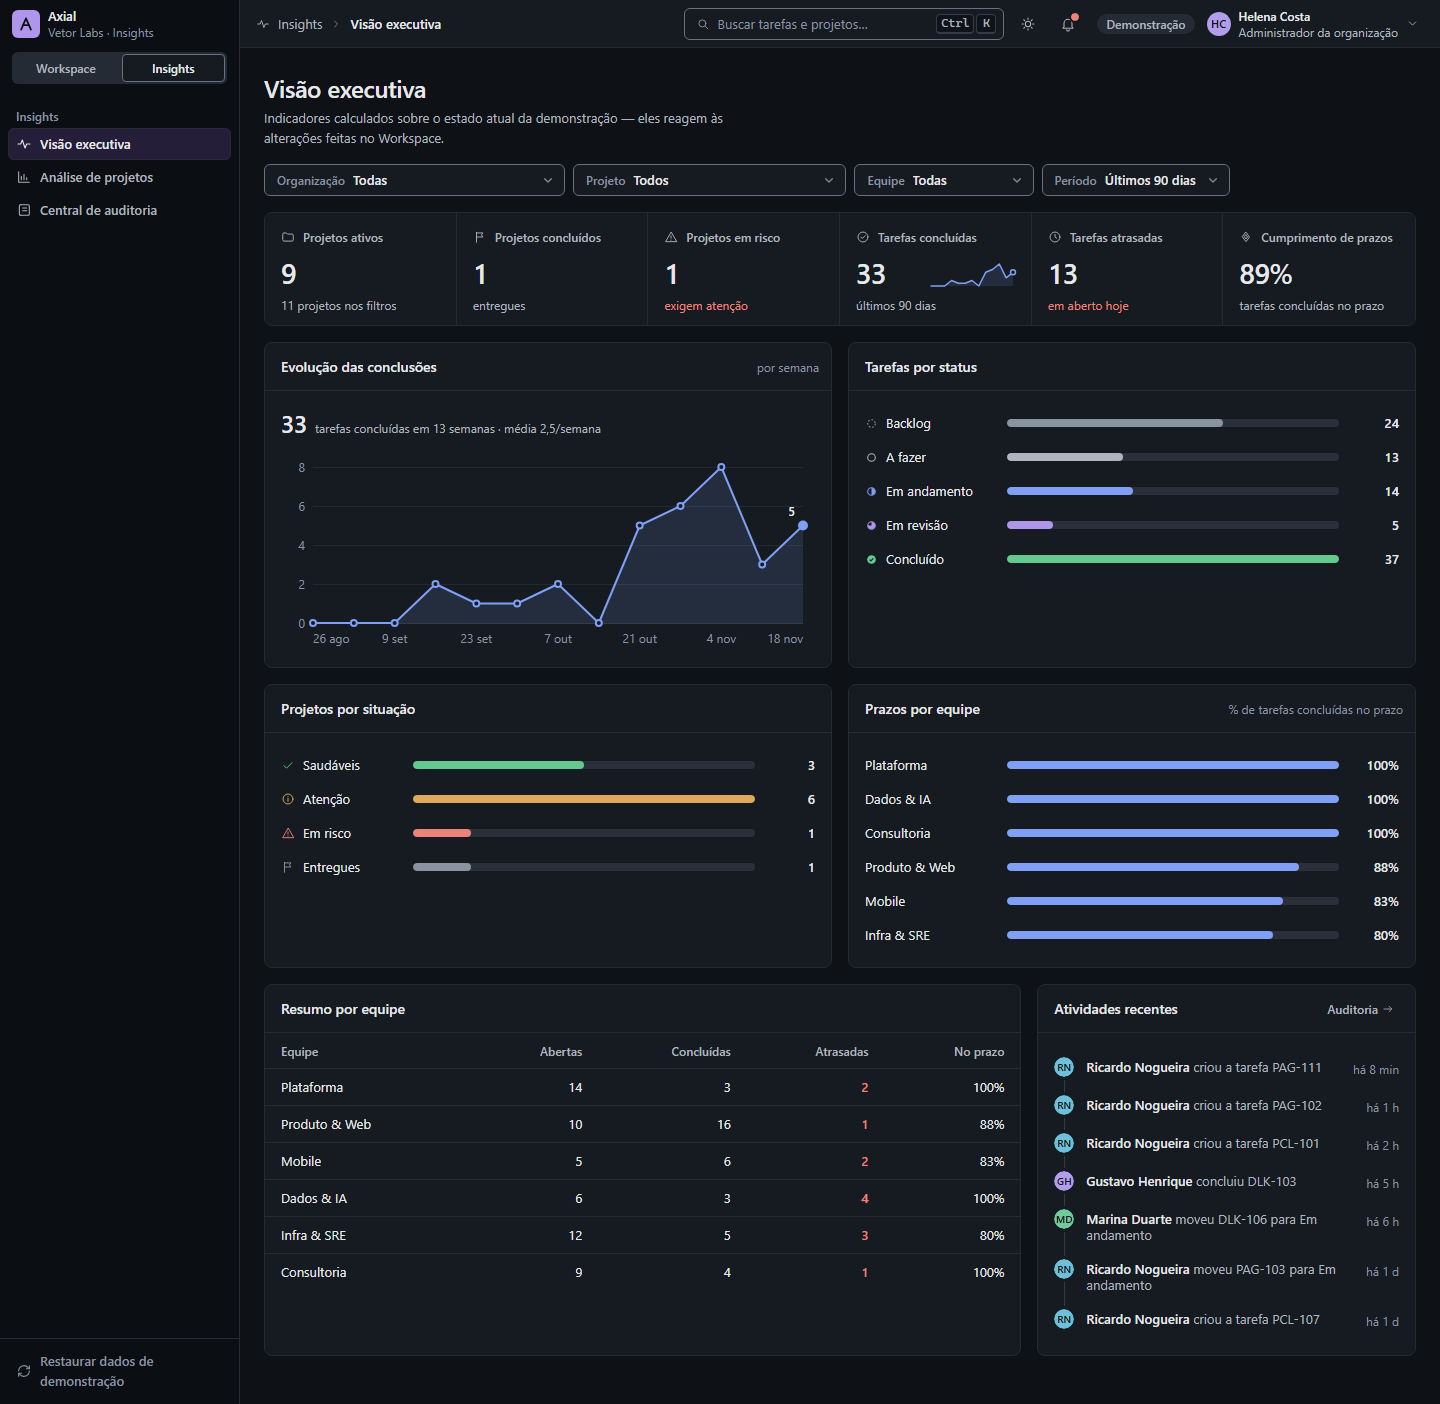 Axial
Vetor Labs · Insights
Workspace
Insights
Insights
Visão executiva
Análise de projetos
Central de auditoria
Restaurar dados de
demonstração
Insights
Visão executiva
Buscar tarefas e projetos...
Ctrl K
Demonstração
HC
Helena Costa
Administrador da organização
Visão executiva
Indicadores calculados sobre o estado atual da demonstração — eles reagem às
alterações feitas no Workspace.
Organização Todas
Projeto Todos
Equipe Todas
Período Últimos 90 dias
Projetos ativos
9
11 projetos nos filtros
Projetos concluídos
1
entregues
Projetos em risco
1
exigem atenção
Tarefas concluídas
33
últimos 90 dias
Tarefas atrasadas
13
em aberto hoje
Cumprimento de prazos
89%
tarefas concluídas no prazo
Evolução das conclusões
por semana
33 tarefas concluídas em 13 semanas · média 2,5/semana
8
6
4
2
0
5
26 ago
9 set
23 set
7 out
21 out
4 nov
18 nov
Tarefas por status
Backlog 24
A fazer 13
Em andamento 14
Em revisão 5
Concluído 37
Projetos por situação
Saudáveis 3
Atenção 6
Em risco 1
Entregues 1
Prazos por equipe
% de tarefas concluídas no prazo
Plataforma 100%
Dados & IA 100%
Consultoria 100%
Produto & Web 88%
Mobile 83%
Infra & SRE 80%
Resumo por equipe
Equipe Abertas Concluídas Atrasadas No prazo
Plataforma 14 3 2 100%
Produto & Web 10 16 1 88%
Mobile 5 6 2 83%
Dados & IA 6 3 4 100%
Infra & SRE 12 5 3 80%
Consultoria 9 4 1 100%
Atividades recentes
Auditoria →
RN Ricardo Nogueira criou a tarefa PAG-111 há 8 min
RN Ricardo Nogueira criou a tarefa PAG-102 há 1 h
RN Ricardo Nogueira criou a tarefa PCL-101 há 2 h
GH Gustavo Henrique concluiu DLK-103 há 5 h
MD Marina Duarte moveu DLK-106 para Em há 6 h
andamento
RN Ricardo Nogueira moveu PAG-103 para Em há 1 d
andamento
RN Ricardo Nogueira criou a tarefa PCL-107 há 1 d